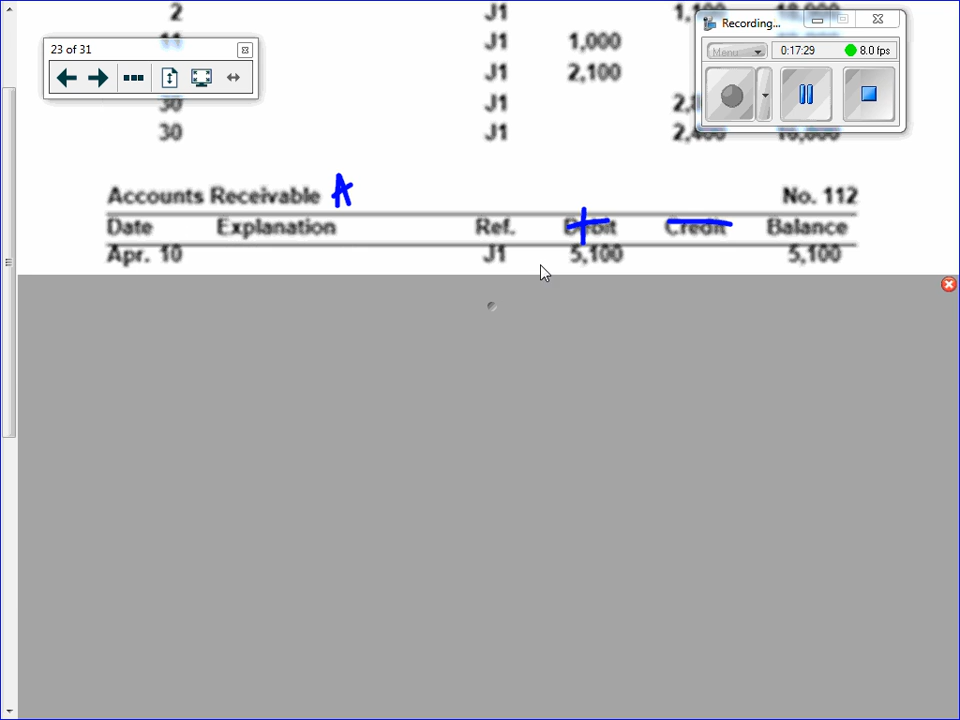 2 J1
Recording...
23 of 31
J1 1,000
Menu 0:17:29 8.0 fps
J1 2,100
30 J1
30 J1
Accounts Receivable A No. 112
Date Explanation Ref. Debit Credit Balance
Apr. 10 J1 5,100 5,100